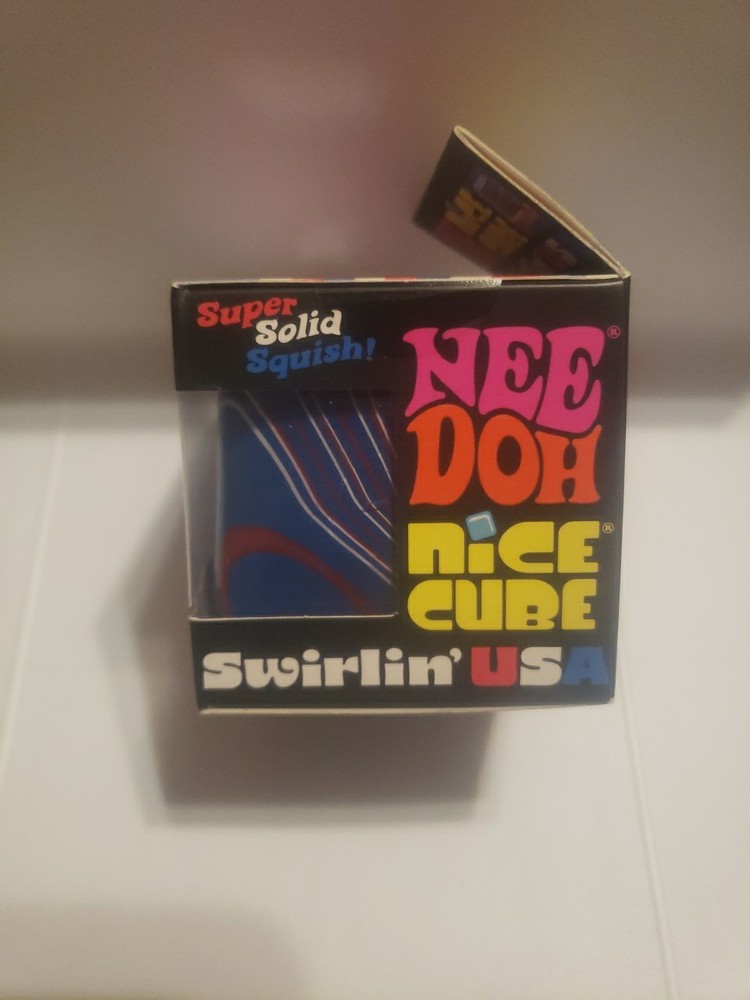 Super
Solid
Squish!
NEE®
DOH
NiCE®
CUBE
Swirlin' USA